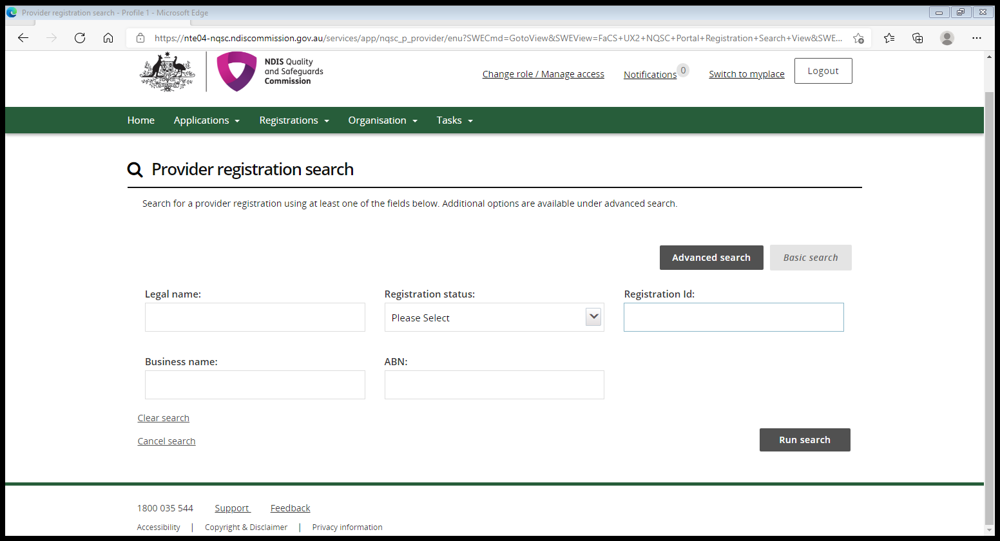 Provider registration search - Profile 1 - Microsoft Edge
https://nte04-nqsc.ndiscommission.gov.au/services/app/nqsc_p_provider/enu?SWECmd=GotoView&SWEView=FaCS+UX2+NQSC+Portal+Registration+Search+View&SWE...
NDIS Quality
and Safeguards
Commission
Change role / Manage access
Notifications 0
Switch to myplace
Logout
Home Applications Registrations Organisation Tasks
Provider registration search
Search for a provider registration using at least one of the fields below. Additional options are available under advanced search.
Advanced search Basic search
Legal name: Registration status: Registration Id:
Please Select
Business name: ABN:
Clear search
Cancel search
Run search
1800 035 544 Support Feedback
Accessibility | Copyright & Disclaimer | Privacy information